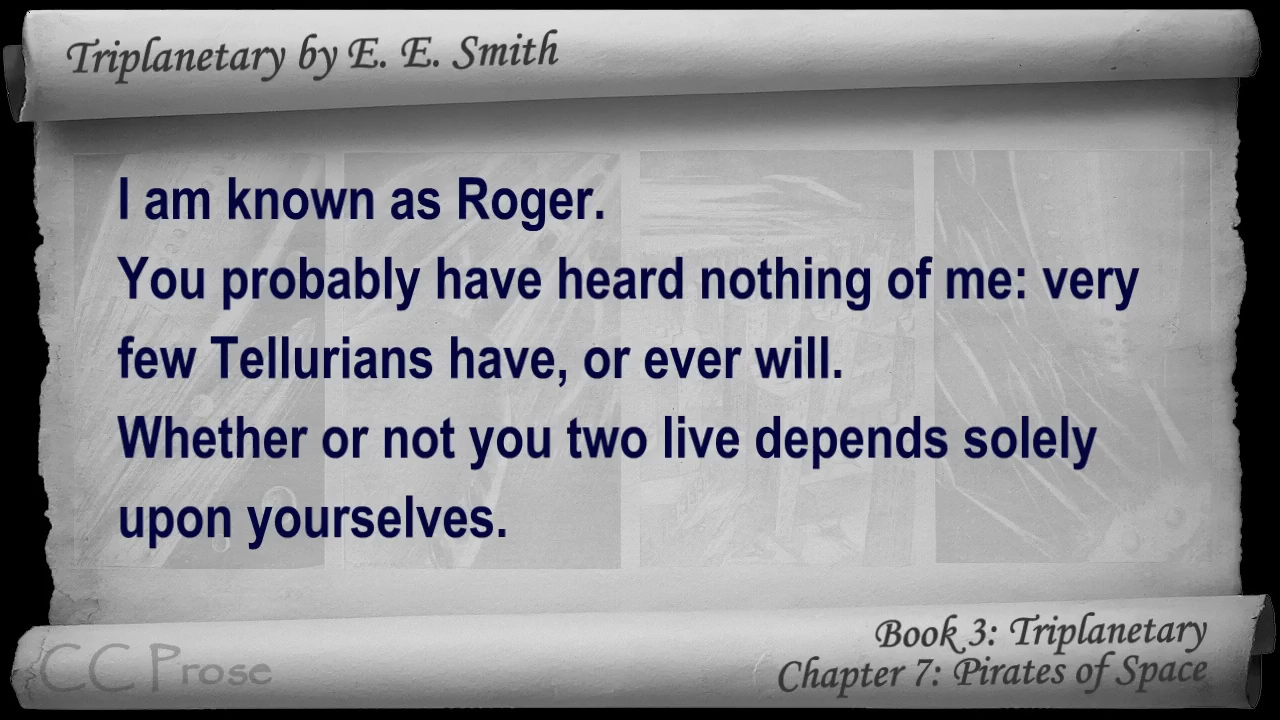 Triplanetary by E. E. Smith
I am known as Roger.
You probably have heard nothing of me: very
few Tellurians have, or ever will.
Whether or not you two live depends solely
upon yourselves.
Book 3: Triplanetary
Chapter 7: Pirates of Space
CC Prose